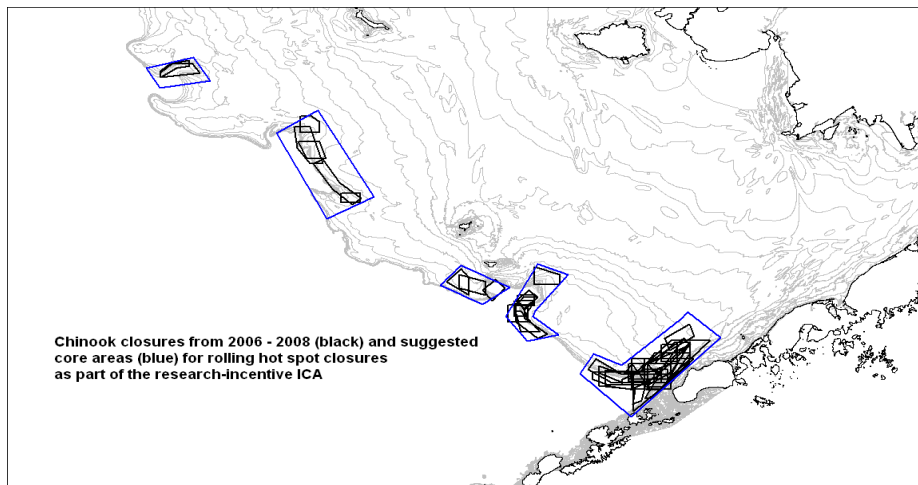 Chinook closures from 2006 - 2008 (black) and suggested
core areas (blue) for rolling hot spot closures
as part of the research-incentive ICA